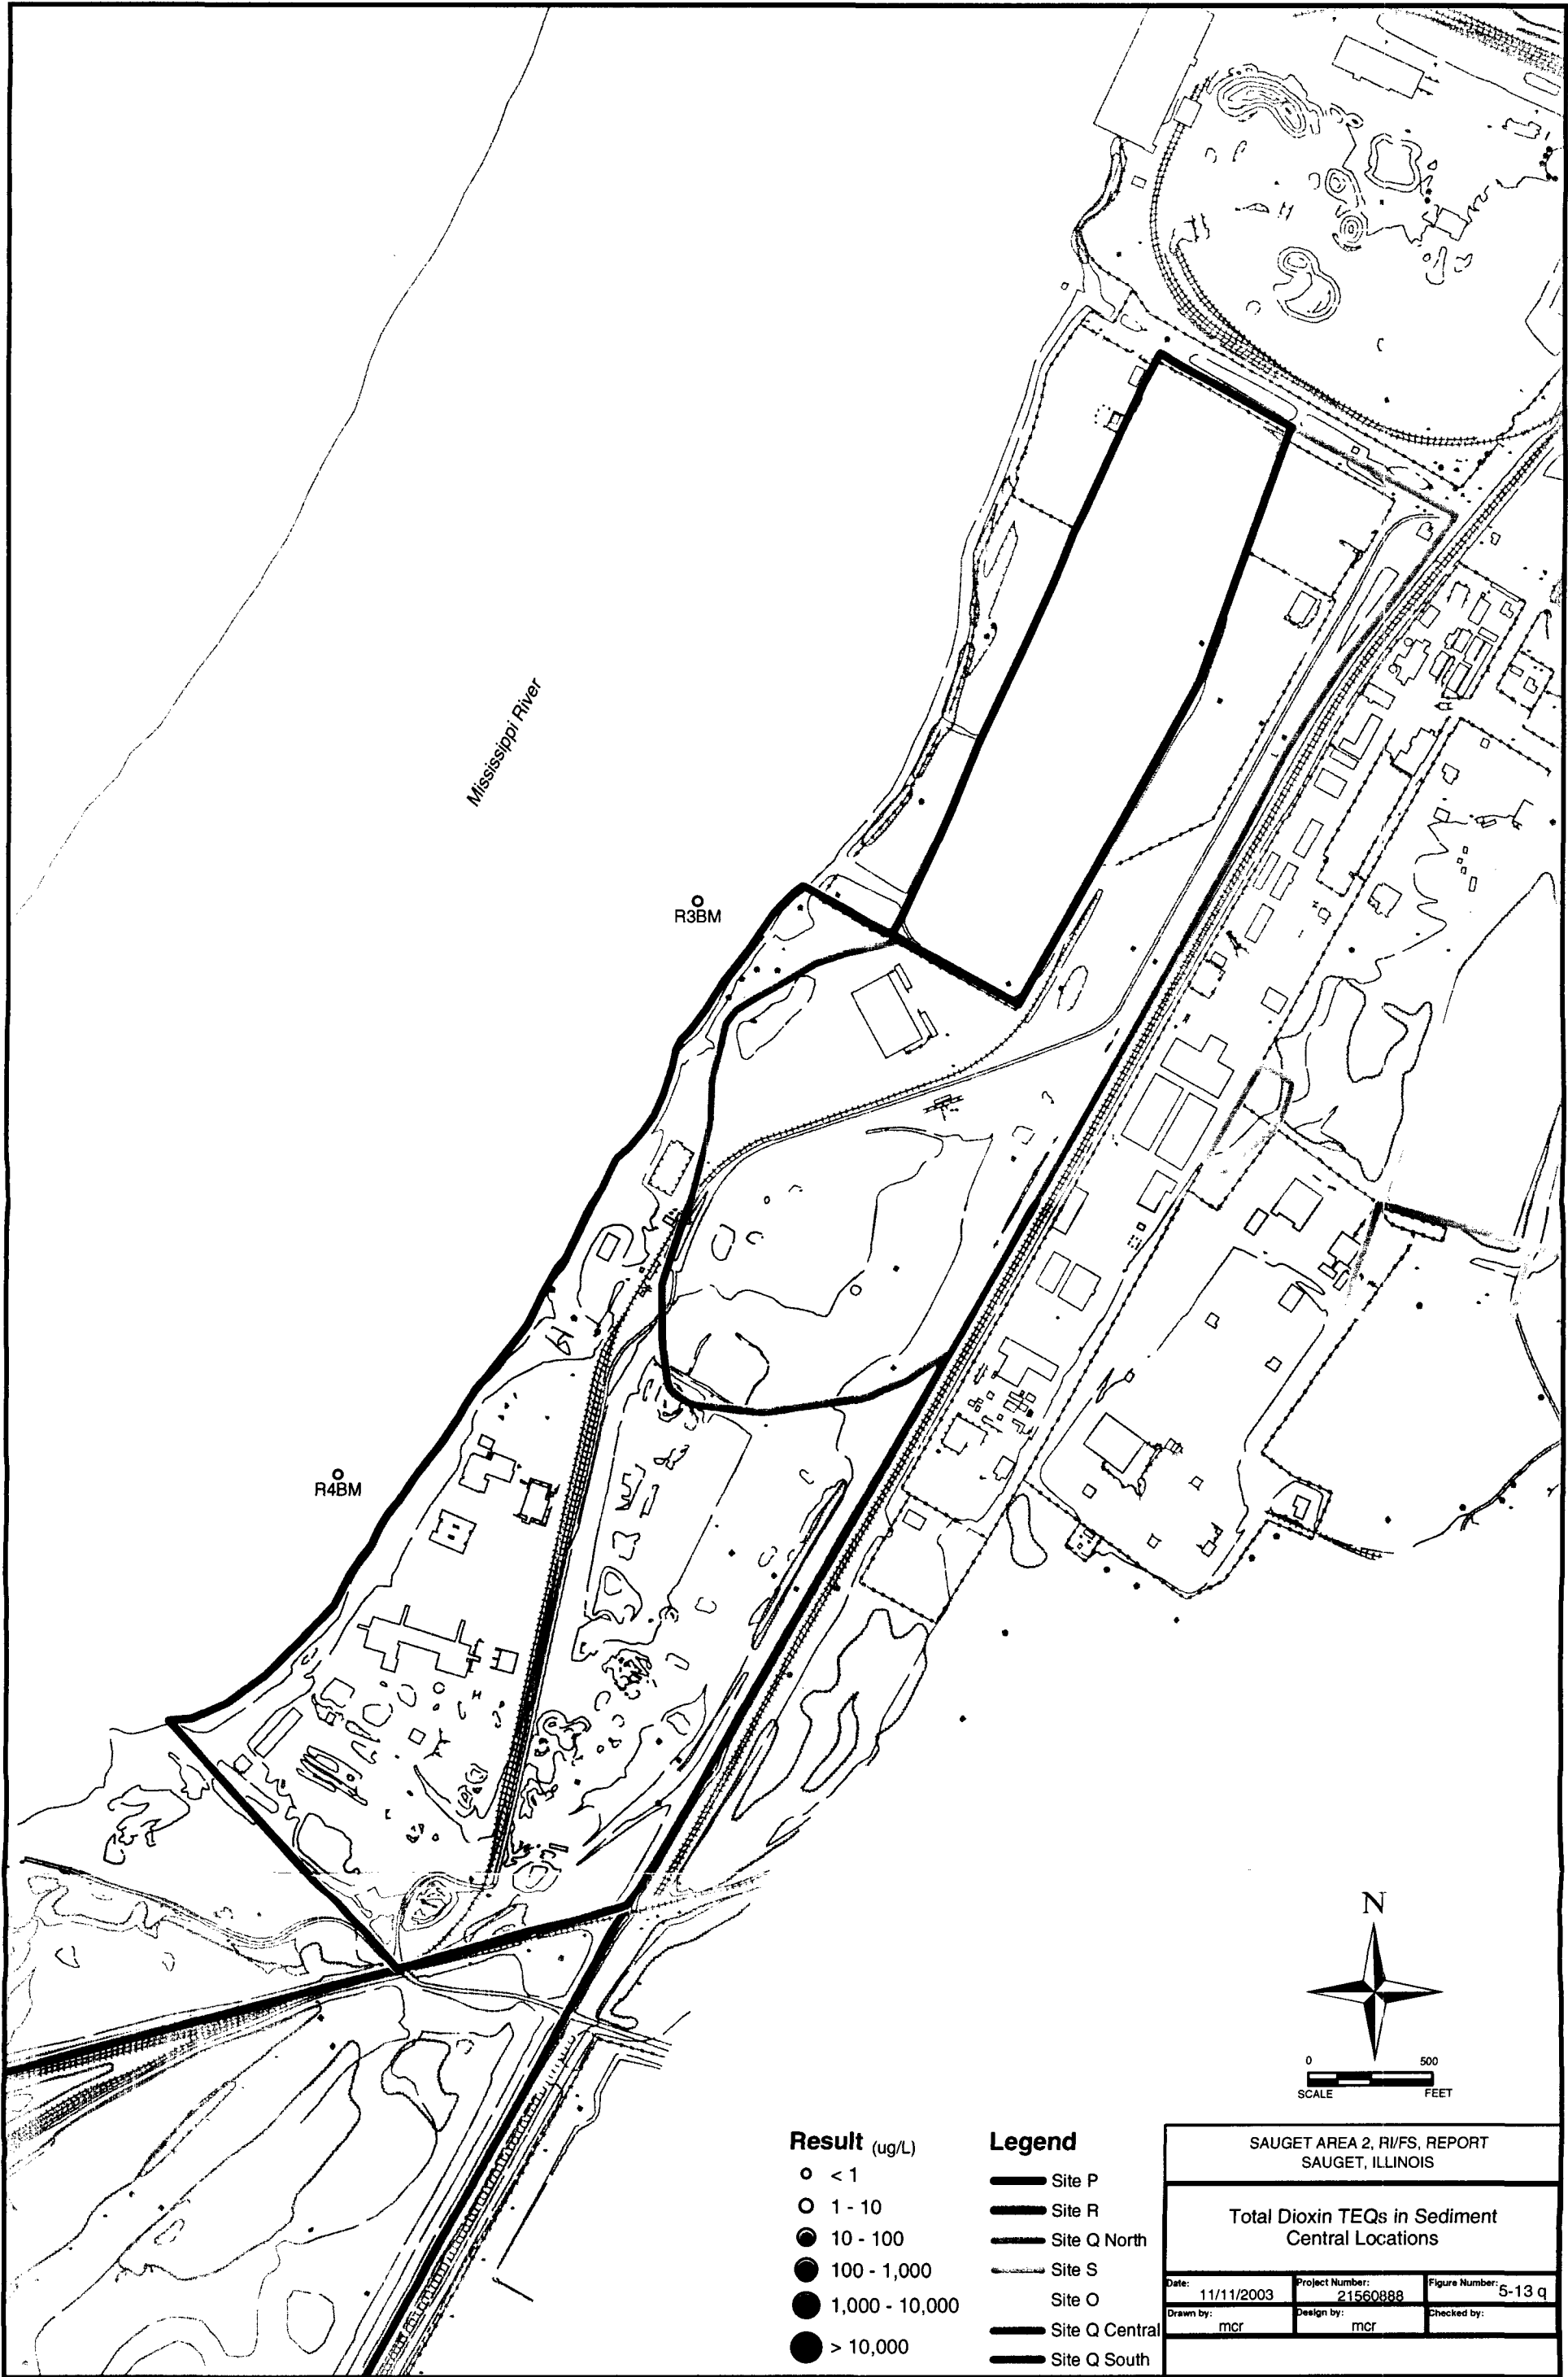 Mississippi River
R3BM
R4BM
N
0 500
SCALE FEET
Result (ug/L)
< 1
1 - 10
10 - 100
100 - 1,000
1,000 - 10,000
> 10,000
Legend
Site P
Site R
Site Q North
Site S
Site O
Site Q Central
Site Q South
SAUGET AREA 2, RI/FS, REPORT
SAUGET, ILLINOIS
Total Dioxin TEQs in Sediment
Central Locations
Date: 11/11/2003
Project Number: 21560888
Figure Number: 5-13 q
Drawn by: mcr
Design by: mcr
Checked by: